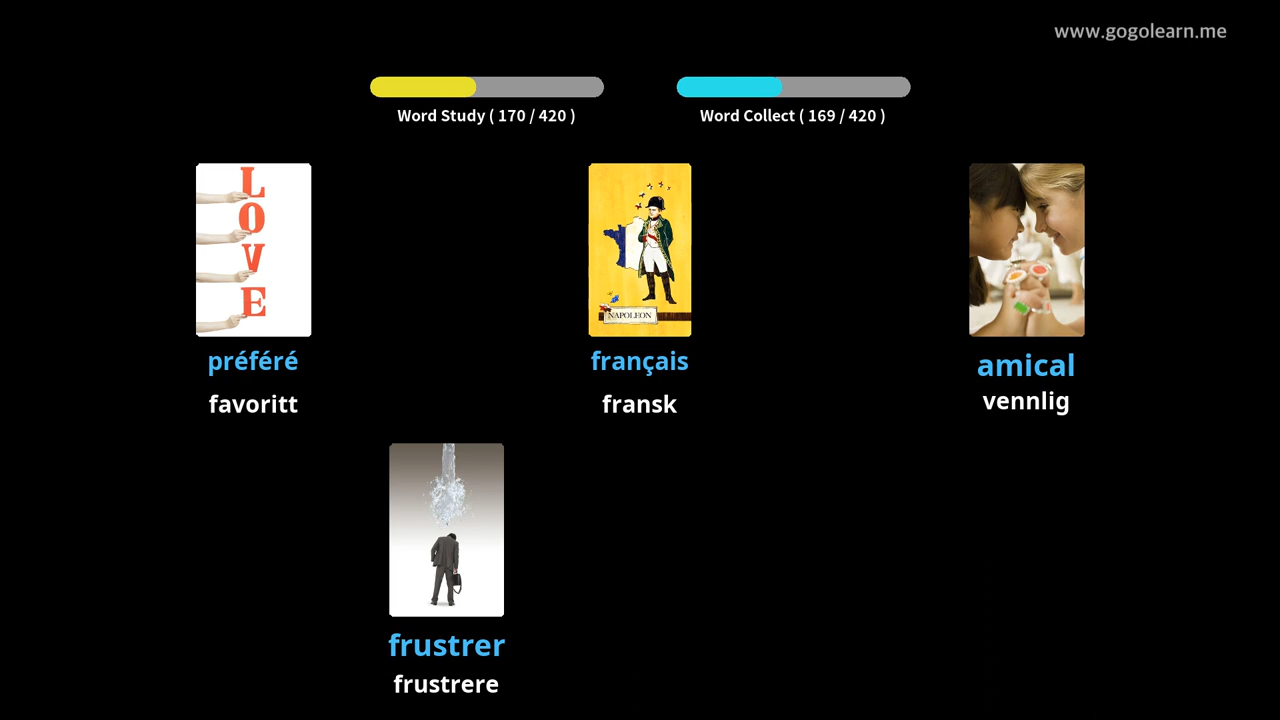 www.gogolearn.me
Word Study ( 170 / 420 )
Word Collect ( 169 / 420 )
L
O
V
E
NAPOLEON
préféré
français
amical
favoritt
fransk
vennlig
frustrer
frustrere